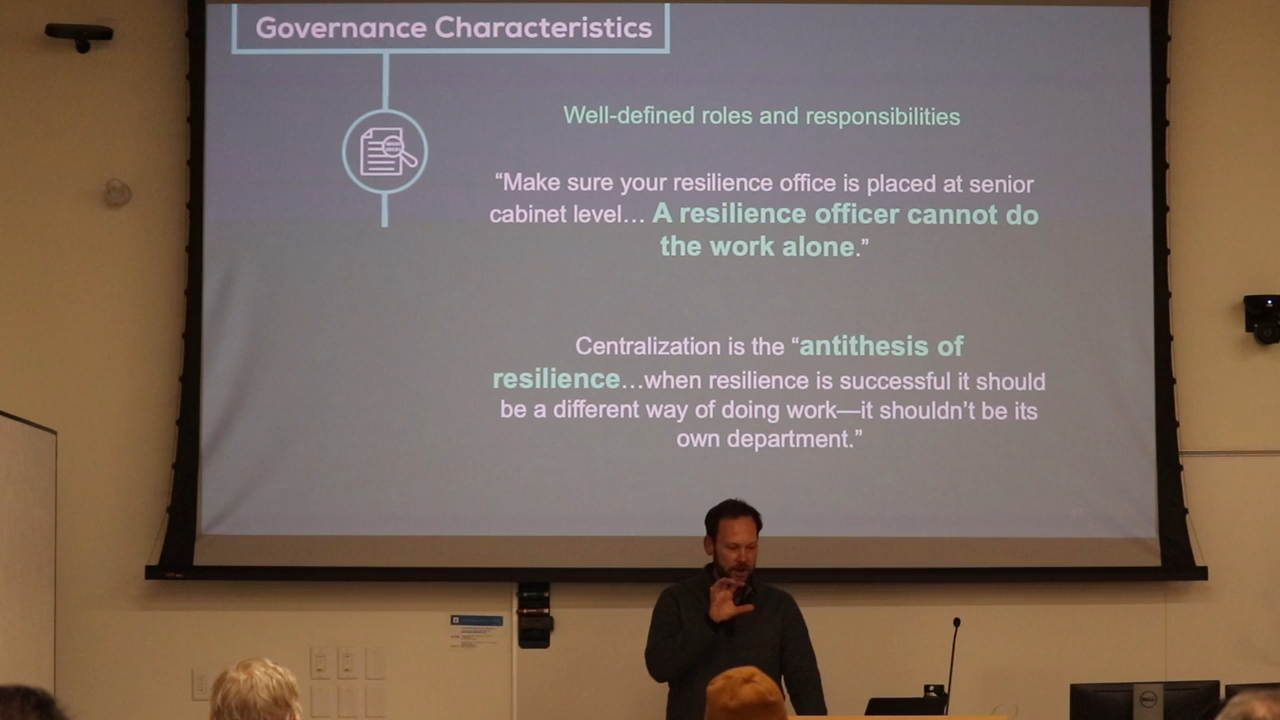 Governance Characteristics
Well-defined roles and responsibilities
“Make sure your resilience office is placed at senior
cabinet level… A resilience officer cannot do
the work alone.”
Centralization is the “antithesis of
resilience…when resilience is successful it should
be a different way of doing work—it shouldn’t be its
own department.”
DELL